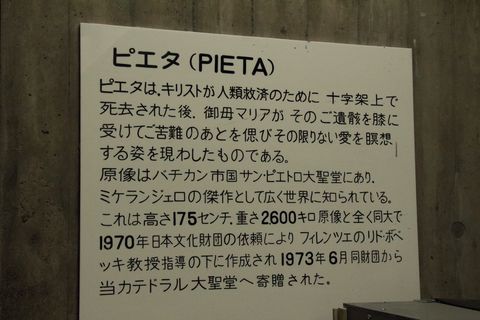 ピエタ(PIETA)
ピエタは.キリストが人類救済のために 十字架上で
死去された後. 御母マリアが そのご遺骸を膝に
受けてご苦難のあとを偲びその限りない愛を瞑想
する姿を現わしたものである。
原像はバチカン市国サン・ピエトロ大聖堂にあり.
ミケランジェロの傑作として広く世界に知られている。
これは高さ175センチ.重さ2600キロ原像と全く同大で
1970年日本文化財団の依頼により フィレンツエのリド・ボベ
ッキ教授指導の下に作成され 1973年6月同財団から
当カテドラル大聖堂へ寄贈された。